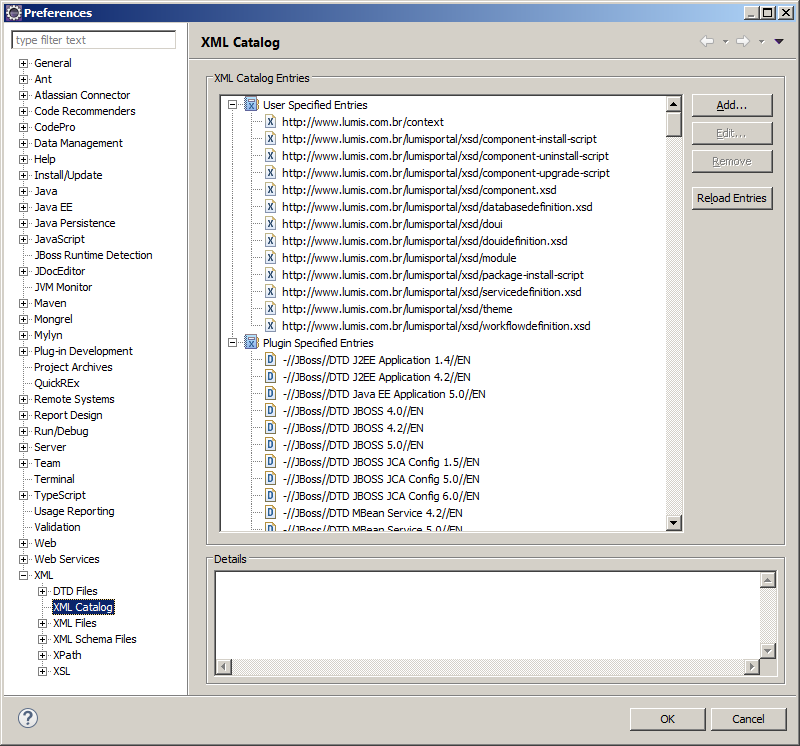 Preferences
type filter text
General
Ant
Atlassian Connector
Code Recommenders
CodePro
Data Management
Help
Install/Update
Java
Java EE
Java Persistence
JavaScript
JBoss Runtime Detection
JDocEditor
JVM Monitor
Maven
Mongrel
Mylyn
Plug-in Development
Project Archives
QuickREx
Remote Systems
Report Design
Run/Debug
Server
Team
Terminal
TypeScript
Usage Reporting
Validation
Web
Web Services
XML
DTD Files
XML Catalog
XML Files
XML Schema Files
XPath
XSL
XML Catalog
XML Catalog Entries
User Specified Entries
http://www.lumis.com.br/context
http://www.lumis.com.br/lumisportal/xsd/component-install-script
http://www.lumis.com.br/lumisportal/xsd/component-uninstall-script
http://www.lumis.com.br/lumisportal/xsd/component-upgrade-script
http://www.lumis.com.br/lumisportal/xsd/component.xsd
http://www.lumis.com.br/lumisportal/xsd/databasedefinition.xsd
http://www.lumis.com.br/lumisportal/xsd/doui
http://www.lumis.com.br/lumisportal/xsd/douidefinition.xsd
http://www.lumis.com.br/lumisportal/xsd/module
http://www.lumis.com.br/lumisportal/xsd/package-install-script
http://www.lumis.com.br/lumisportal/xsd/servicedefinition.xsd
http://www.lumis.com.br/lumisportal/xsd/theme
http://www.lumis.com.br/lumisportal/xsd/workflowdefinition.xsd
Plugin Specified Entries
-//JBoss//DTD J2EE Application 1.4//EN
-//JBoss//DTD J2EE Application 4.2//EN
-//JBoss//DTD Java EE Application 5.0//EN
-//JBoss//DTD JBOSS 4.0//EN
-//JBoss//DTD JBOSS 4.2//EN
-//JBoss//DTD JBOSS 5.0//EN
-//JBoss//DTD JBOSS JCA Config 1.5//EN
-//JBoss//DTD JBOSS JCA Config 5.0//EN
-//JBoss//DTD JBOSS JCA Config 6.0//EN
-//JBoss//DTD MBean Service 4.2//EN
-//JBoss//DTD MBean Service 5.0//EN
Add...
Edit...
Remove
Reload Entries
Details
OK
Cancel